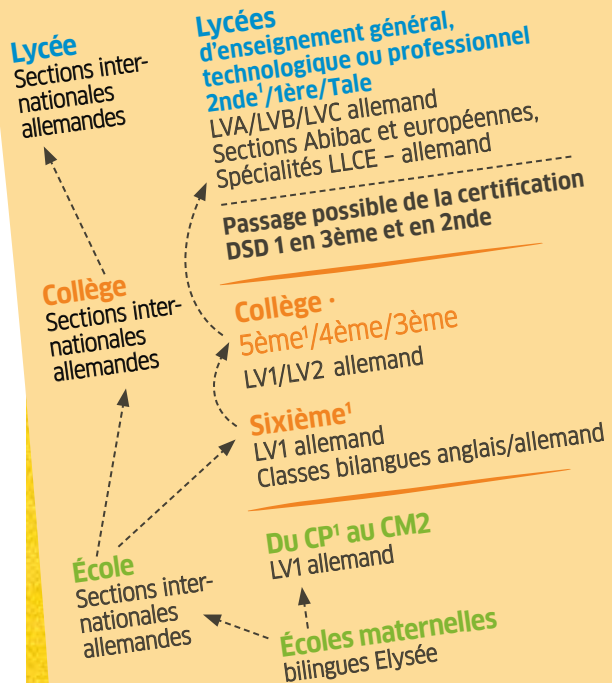 Lycée
Sections inter-
nationales
allemandes
Lycées
d'enseignement général,
technologique ou professionnel
2nde¹/1ère/Tale
LVA/LVB/LVC allemand
Sections Abibac et européennes,
Spécialités LLCE – allemand
Passage possible de la certification
DSD 1 en 3ème et en 2nde
Collège
Sections inter-
nationales
allemandes
Collège ·
5ème¹/4ème/3ème
LV1/LV2 allemand
Sixième¹
LV1 allemand
Classes bilangues anglais/allemand
École
Sections inter-
nationales
allemandes
Du CP¹ au CM2
LV1 allemand
Écoles maternelles
bilingues Elysée